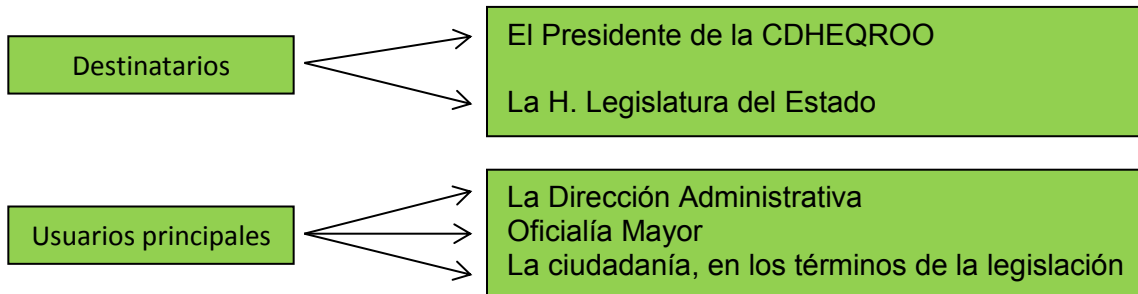 Destinatarios
El Presidente de la CDHEQROO
La H. Legislatura del Estado
Usuarios principales
La Dirección Administrativa
Oficialía Mayor
La ciudadanía, en los términos de la legislación